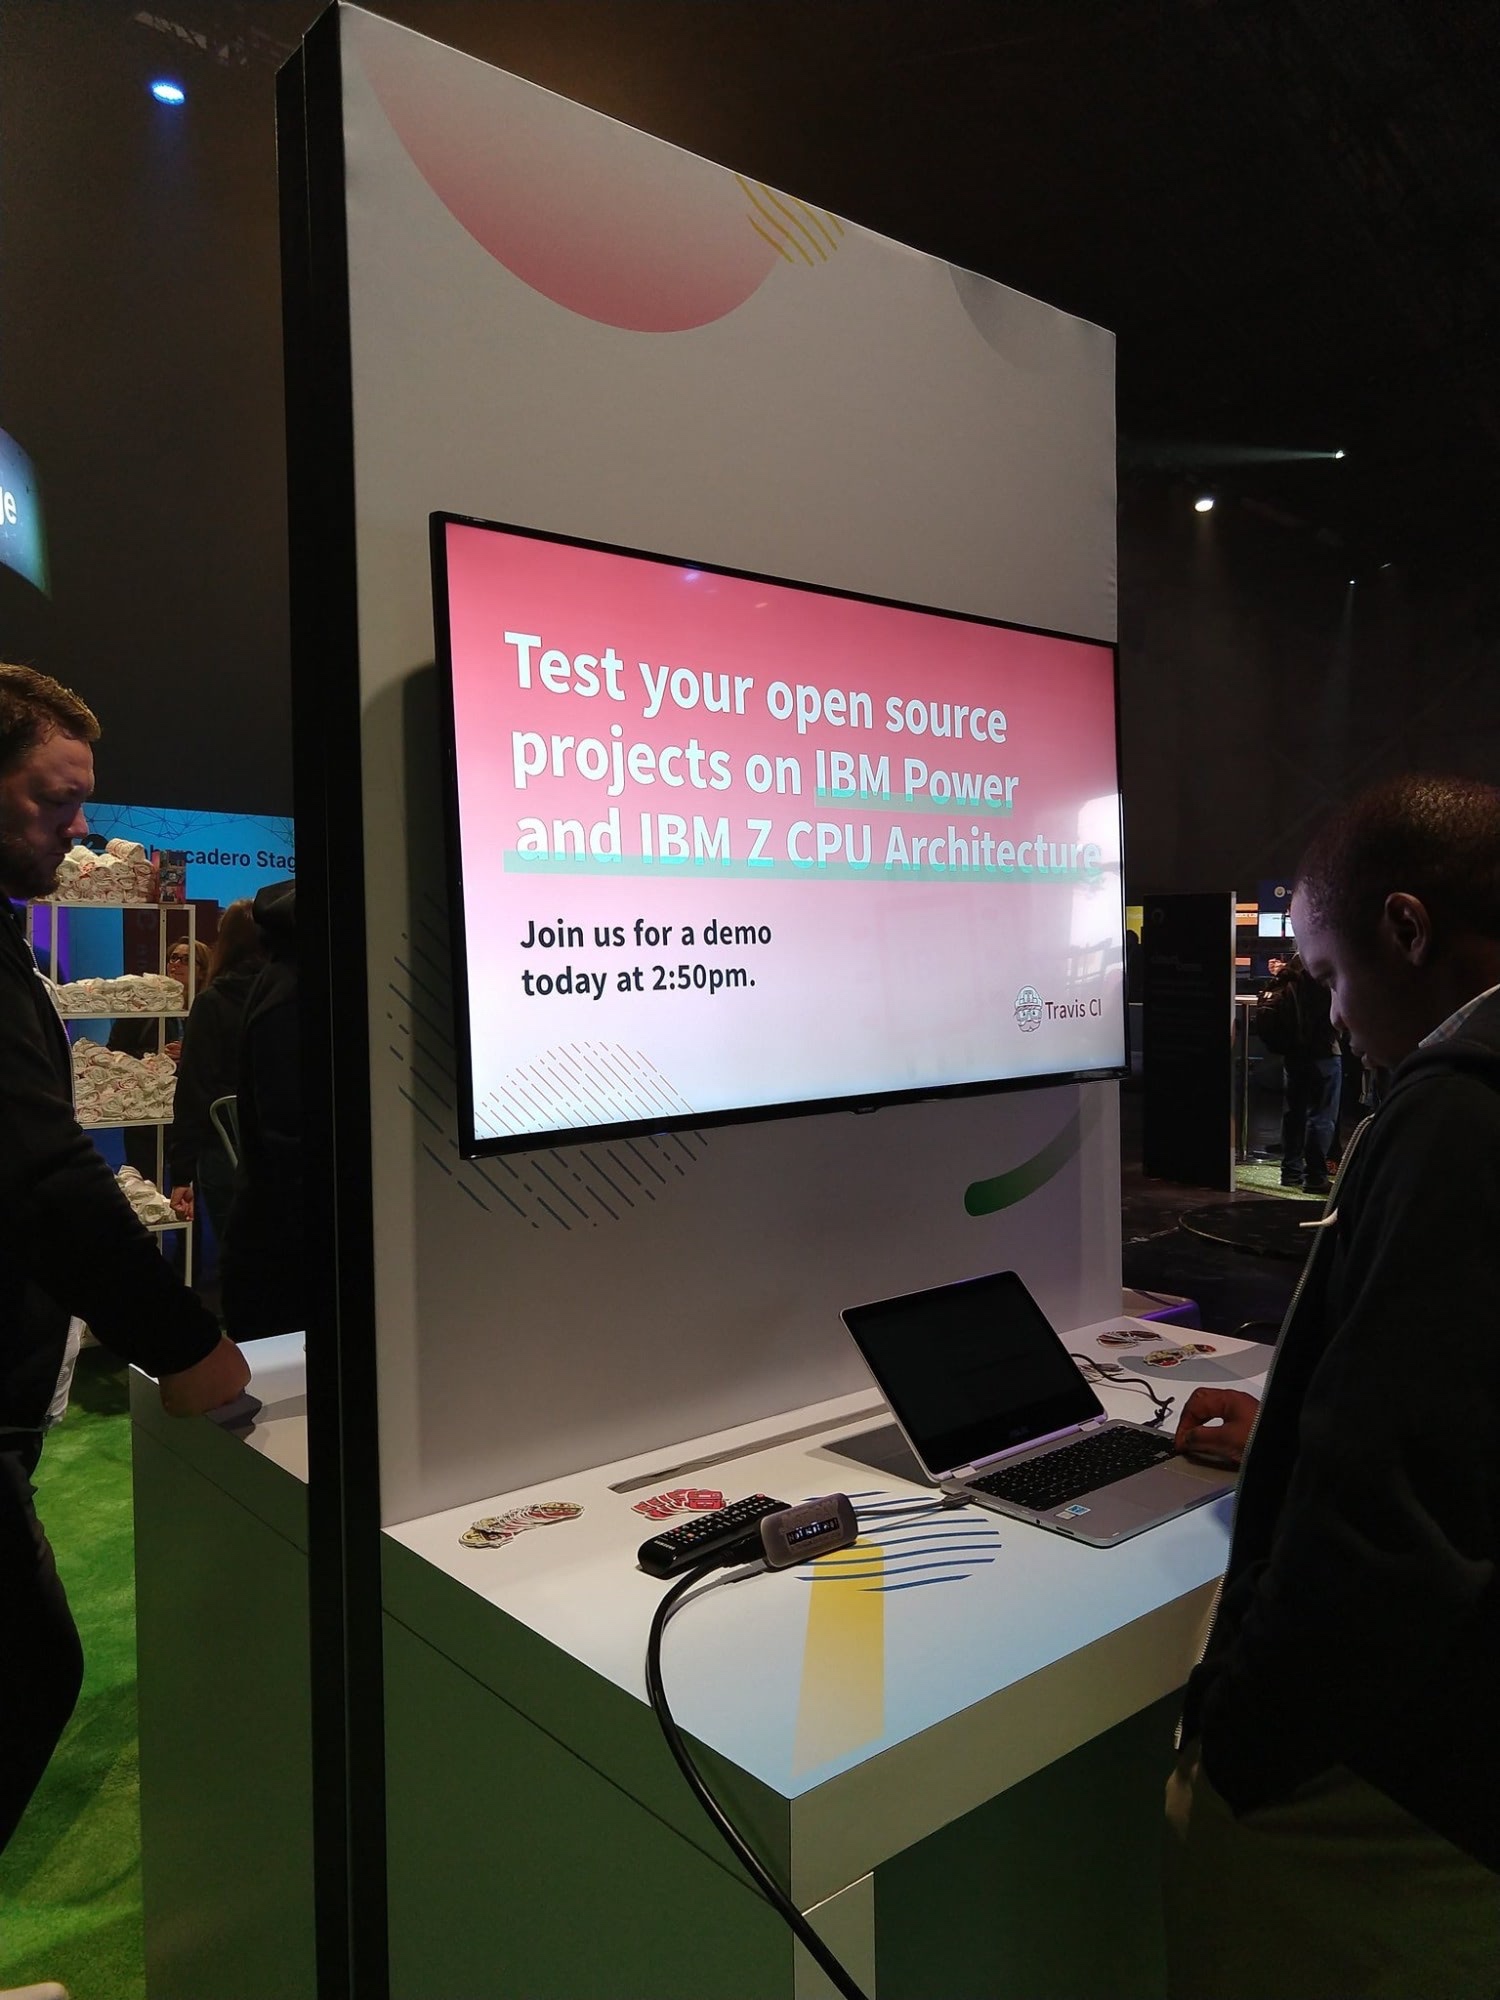 Test your open source
projects on IBM Power
and IBM Z CPU Architecture
Join us for a demo
today at 2:50pm.
Travis CI
SAMSUNG